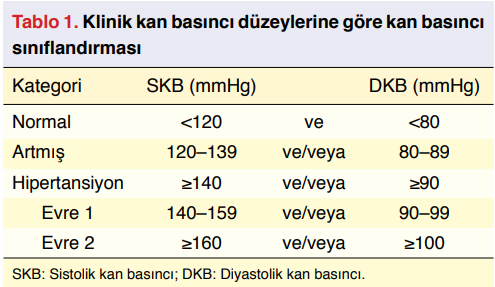 Tablo 1. Klinik kan basıncı düzeylerine göre kan basıncı
sınıflandırması
Kategori SKB (mmHg) DKB (mmHg)
Normal <120 ve <80
Artmış 120–139 ve/veya 80–89
Hipertansiyon ≥140 ve/veya ≥90
Evre 1 140–159 ve/veya 90–99
Evre 2 ≥160 ve/veya ≥100
SKB: Sistolik kan basıncı; DKB: Diyastolik kan basıncı.